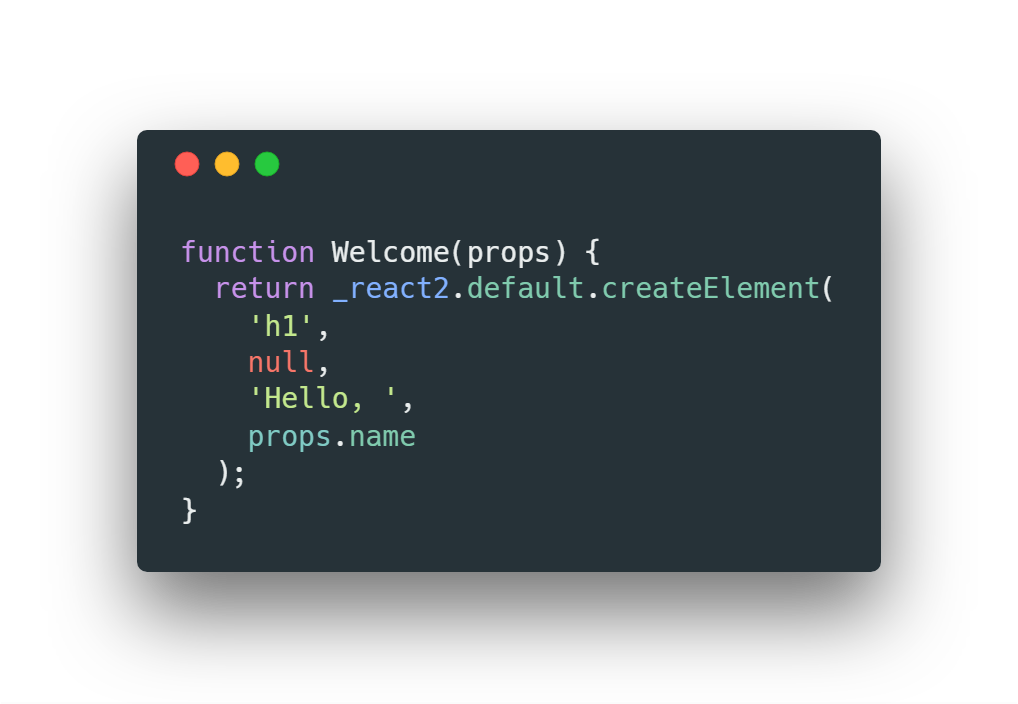 function Welcome(props) {
  return _react2.default.createElement(
    'h1',
    null,
    'Hello, ',
    props.name
  );
}